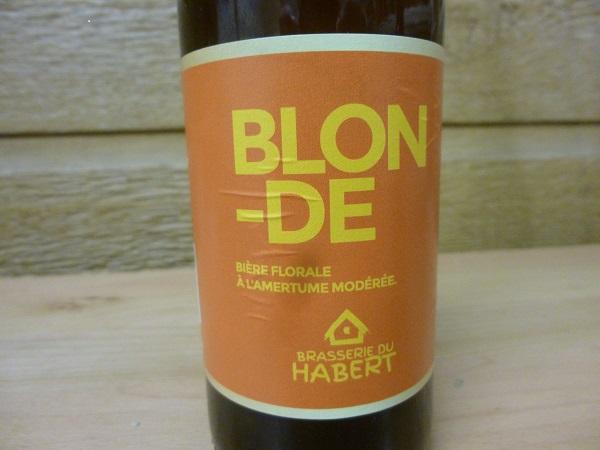 BLON
-DE
BIÈRE FLORALE
À L'AMERTUME MODÉRÉE.
BRASSERIE DU
HABERT